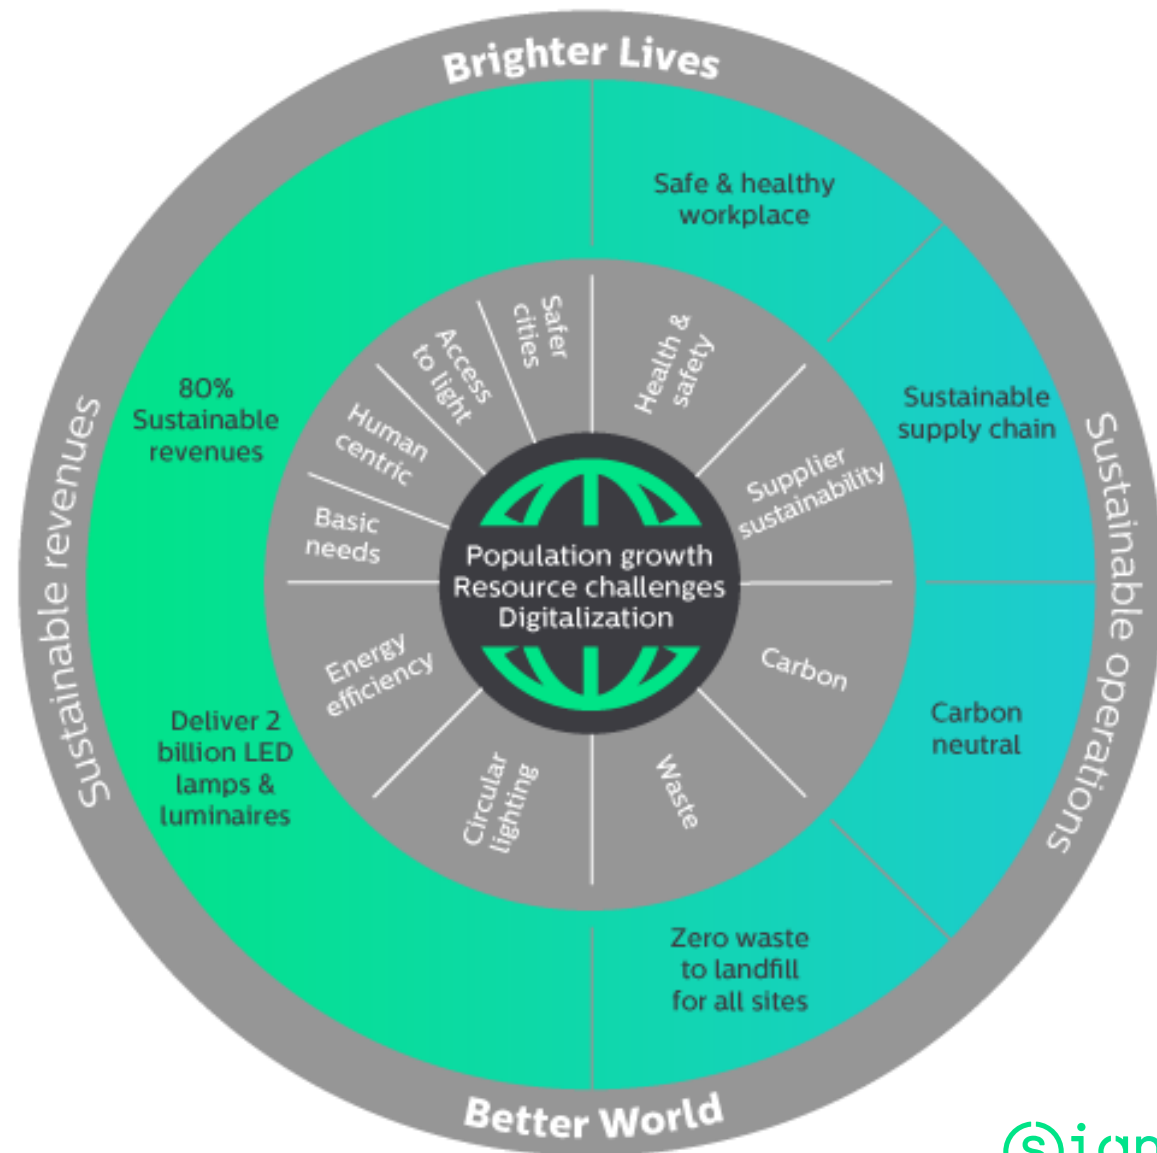 Brighter Lives
Safe & healthy
workplace
Sustainable
supply chain
Carbon
neutral
Zero waste
to landfill
for all sites
80%
Sustainable
revenues
Deliver 2
billion LED
lamps &
luminaires
Sustainable revenues
Sustainable operations
Safer
cities
Access
to light
Human
centric
Basic
needs
Energy
efficiency
Circular
lighting
Health &
safety
Supplier
sustainability
Carbon
Waste
Population growth
Resource challenges
Digitalization
Better World